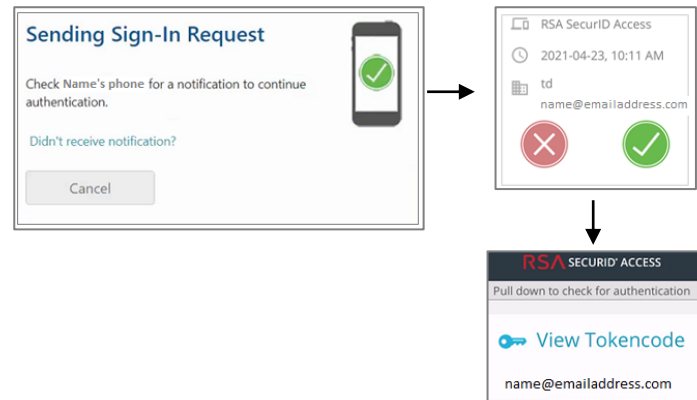 Sending Sign-In Request
Check Name's phone for a notification to continue
authentication.
Didn't receive notification?
Cancel
RSA SecurID Access
2021-04-23, 10:11 AM
td
name@emailaddress.com
RSA SECURID' ACCESS
Pull down to check for authentication
View Tokencode
name@emailaddress.com